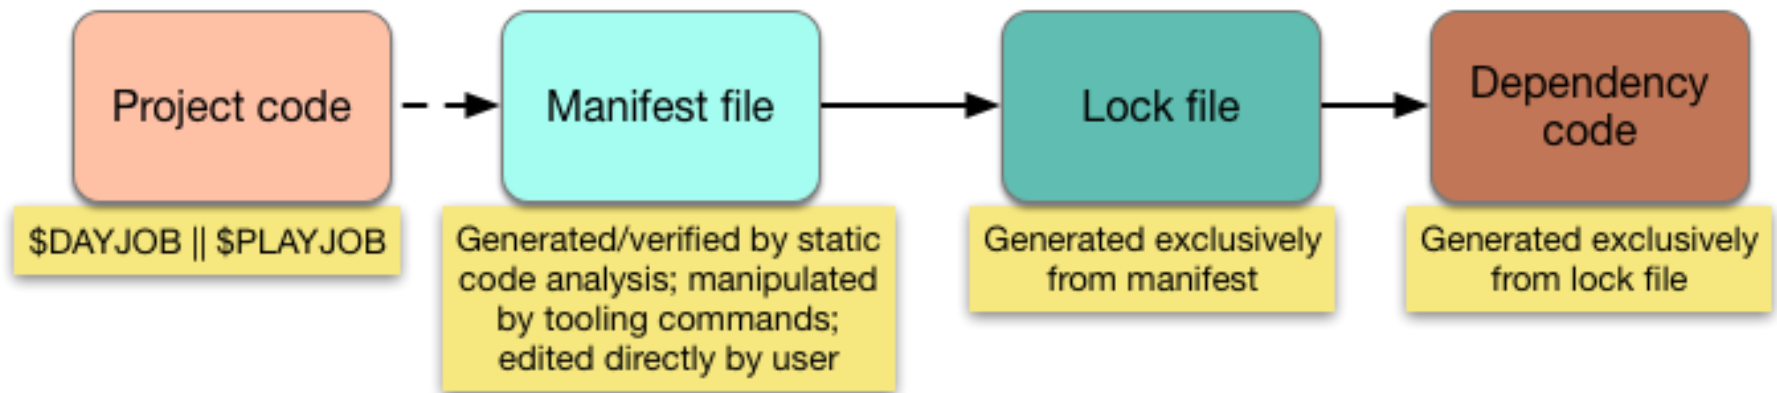 Project code
Manifest file
Lock file
Dependency
code
$DAYJOB || $PLAYJOB
Generated/verified by static
code analysis; manipulated
by tooling commands;
edited directly by user
Generated exclusively
from manifest
Generated exclusively
from lock file